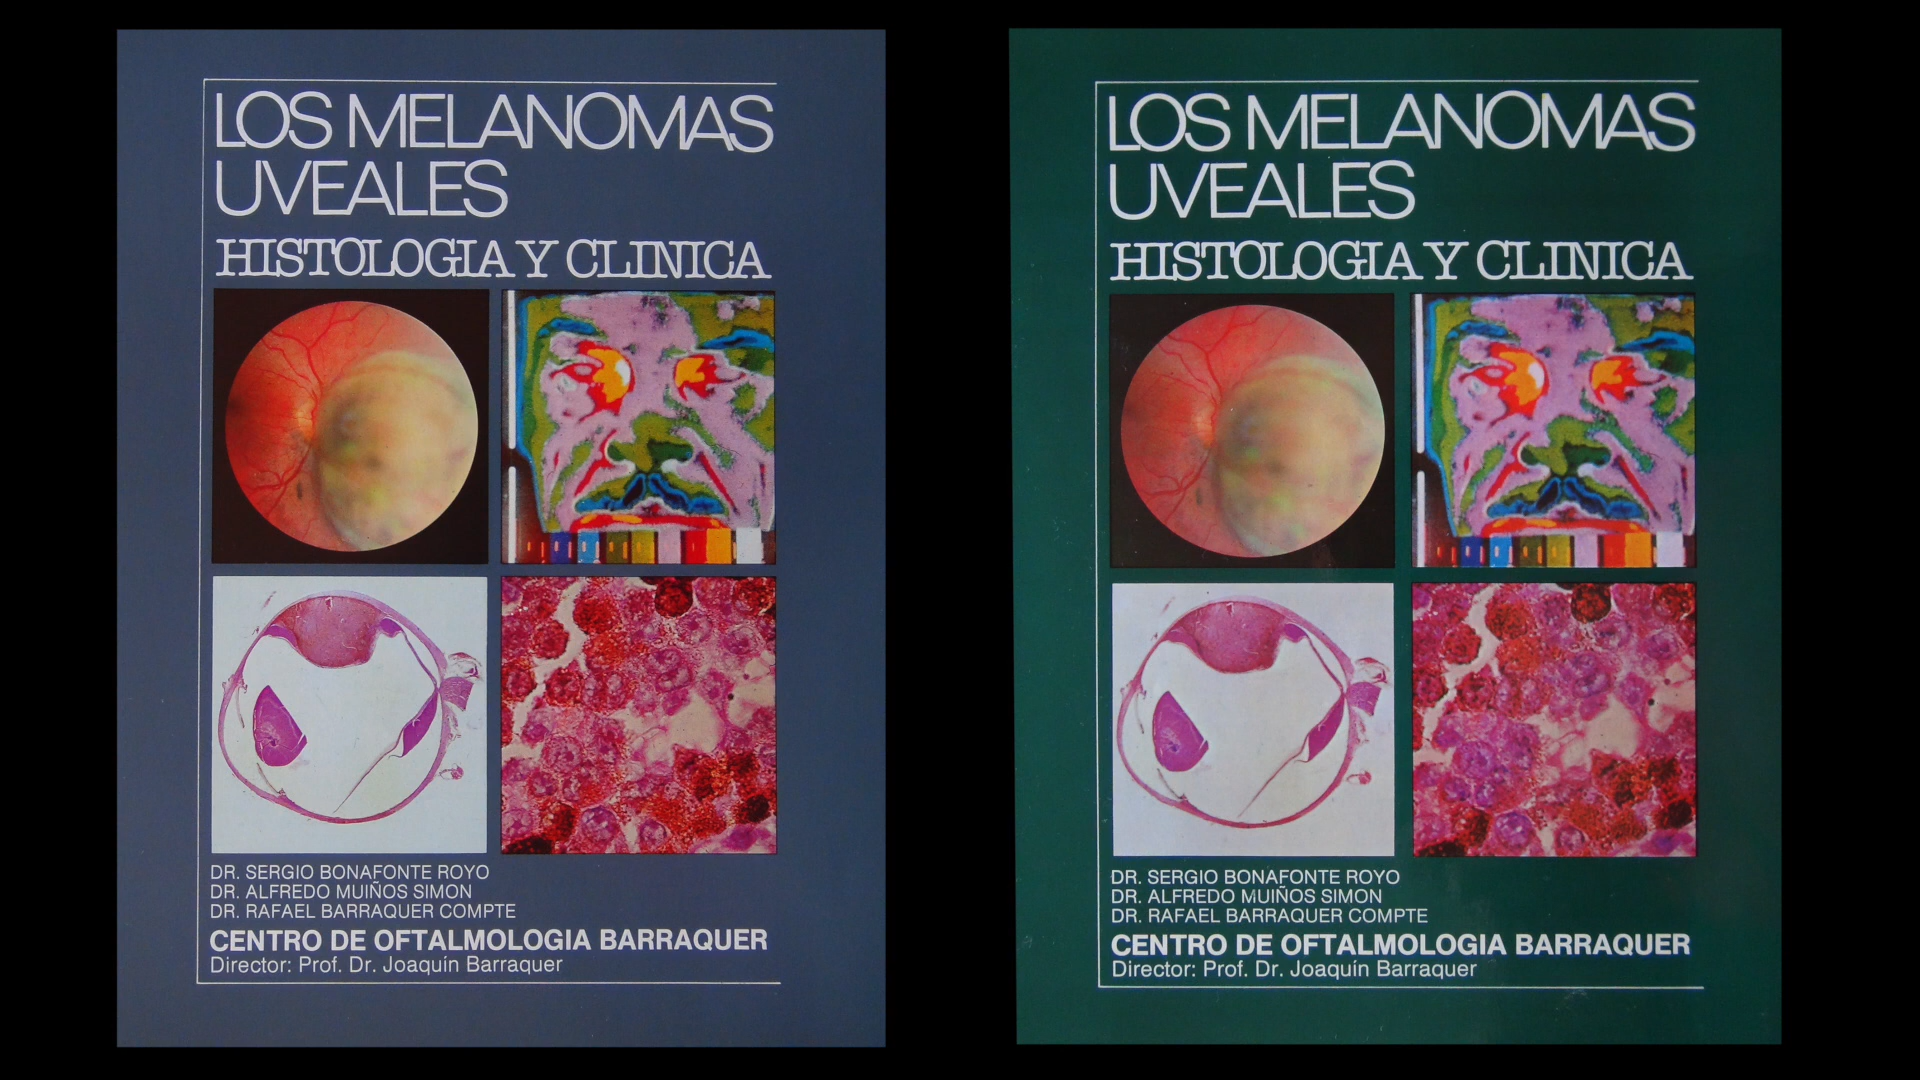 LOS MELANOMAS
UVEALES
HISTOLOGIA Y CLINICA
DR. SERGIO BONAFONTE ROYO
DR. ALFREDO MUIÑOS SIMON
DR. RAFAEL BARRAQUER COMPTE
CENTRO DE OFTALMOLOGIA BARRAQUER
Director: Prof. Dr. Joaquín Barraquer
LOS MELANOMAS
UVEALES
HISTOLOGIA Y CLINICA
DR. SERGIO BONAFONTE ROYO
DR. ALFREDO MUIÑOS SIMON
DR. RAFAEL BARRAQUER COMPTE
CENTRO DE OFTALMOLOGIA BARRAQUER
Director: Prof. Dr. Joaquín Barraquer